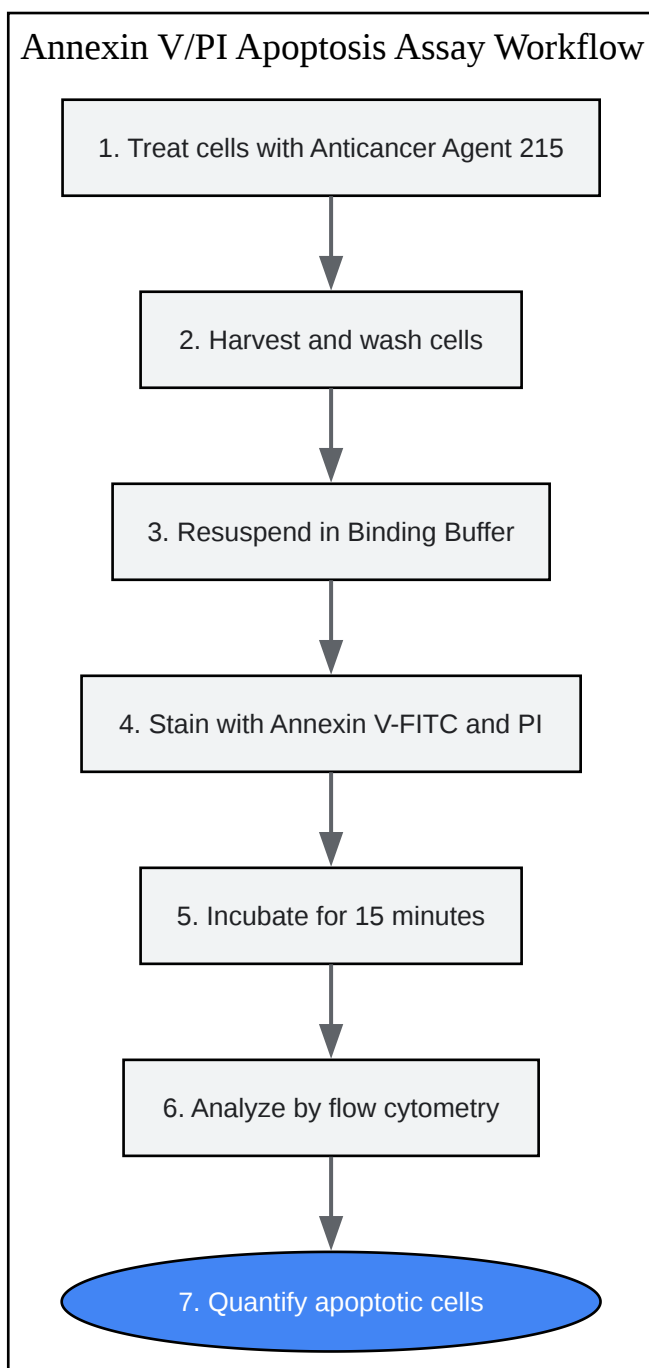 Annexin V/PI Apoptosis Assay Workflow
1. Treat cells with Anticancer Agent 215
2. Harvest and wash cells
3. Resuspend in Binding Buffer
4. Stain with Annexin V-FITC and PI
5. Incubate for 15 minutes
6. Analyze by flow cytometry
7. Quantify apoptotic cells